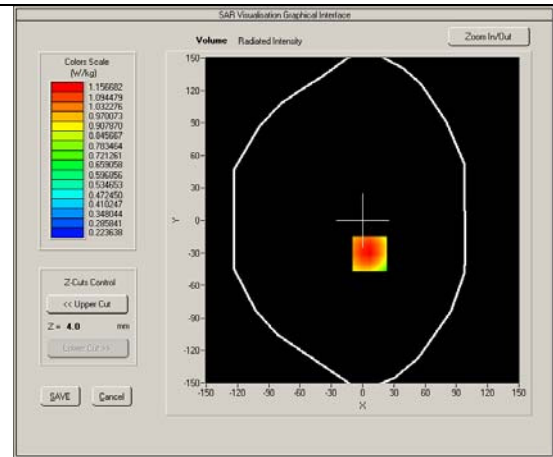 SAR Visualisation Graphical Interface
Volume Radiated Intensity
Zoom In/Out
Colors Scale
(W/kg)
1.156682
1.094479
1.032276
0.970073
0.907870
0.845667
0.783464
0.721261
0.659058
0.596856
0.534653
0.472450
0.410247
0.348044
0.285841
0.223638
Z-Cuts Control
<< Upper Cut
Z = 4.0 mm
Lower Cut >>
SAVE Cancel
150
120
90
60
30
0
-30
-60
-90
-120
-150
Y
-150 -120 -90 -60 -30 0 30 60 90 120 150
X